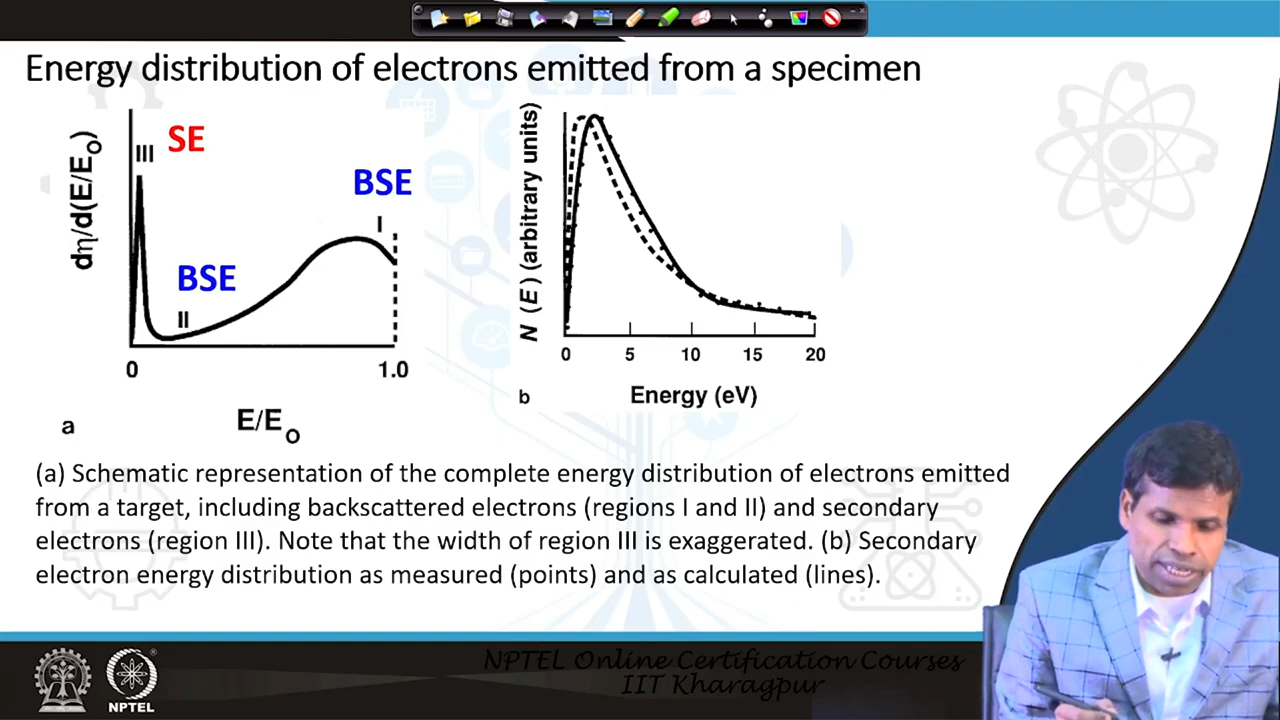 Energy distribution of electrons emitted from a specimen
dη/d(E/E₀)
III
SE
BSE
I
BSE
II
0
1.0
E/E₀
a
N (E) (arbitrary units)
0 5 10 15 20
Energy (eV)
b
(a) Schematic representation of the complete energy distribution of electrons emitted
from a target, including backscattered electrons (regions I and II) and secondary
electrons (region III). Note that the width of region III is exaggerated. (b) Secondary
electron energy distribution as measured (points) and as calculated (lines).
NPTEL Online Certification Courses
IIT Kharagpur
NPTEL